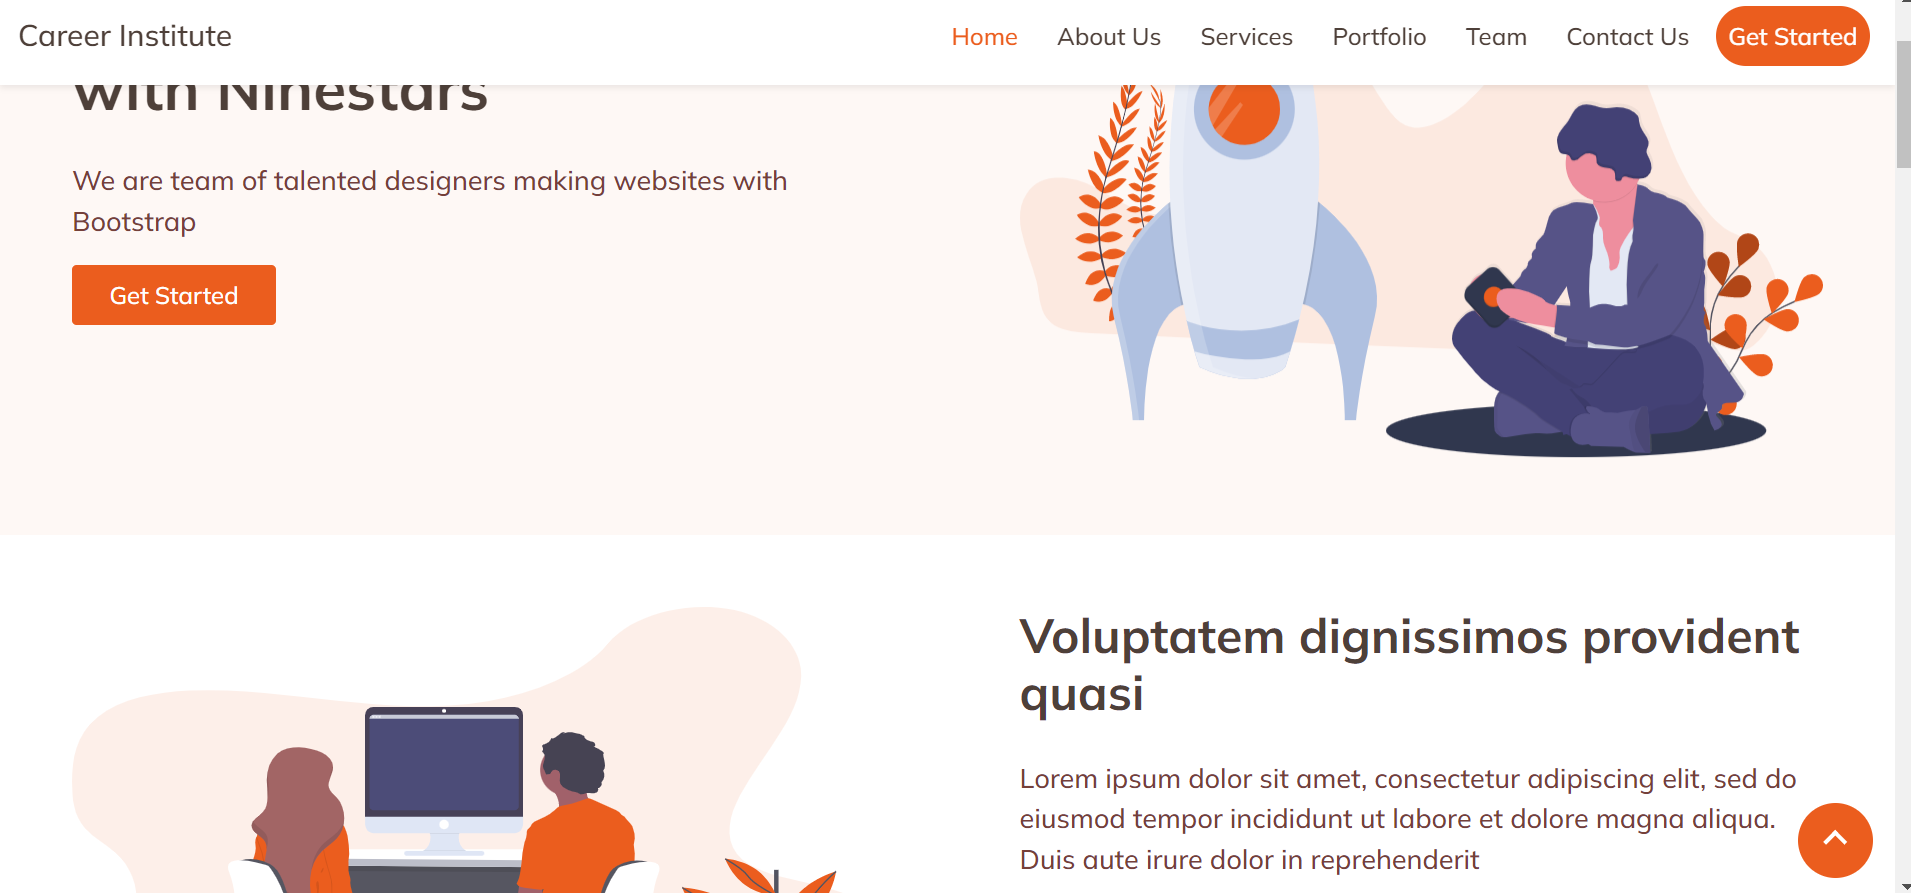 Career Institute
Home About Us Services Portfolio Team Contact Us Get Started
with Ninestars
We are team of talented designers making websites with
Bootstrap
Get Started
Voluptatem dignissimos provident
quasi
Lorem ipsum dolor sit amet, consectetur adipiscing elit, sed do
eiusmod tempor incididunt ut labore et dolore magna aliqua.
Duis aute irure dolor in reprehenderit